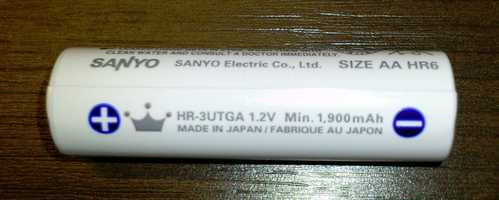 CLEAN WATER AND CONSULT A DOCTOR IMMEDIATELY.
SANYO SANYO Electric Co., Ltd. SIZE AA HR6
+ HR-3UTGA 1.2V Min. 1,900mAh −
MADE IN JAPAN / FABRIQUE AU JAPON